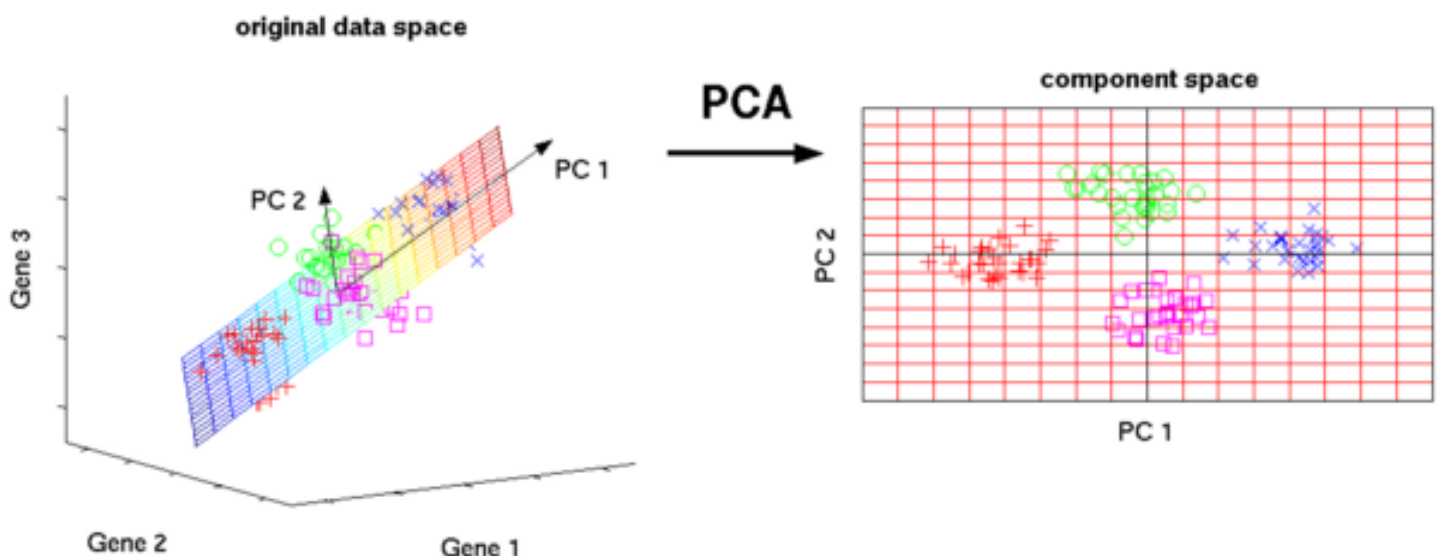 original data space
PC 1
PC 2
Gene 3
Gene 2
Gene 1
PCA
component space
PC 2
PC 1